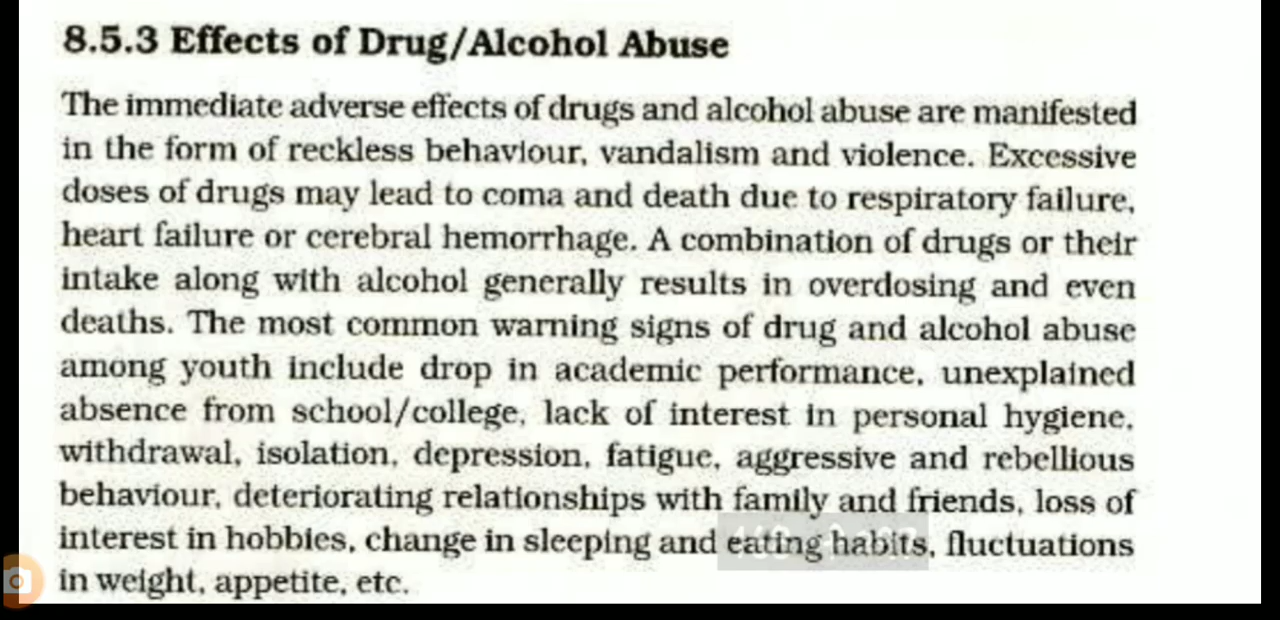 8.5.3 Effects of Drug/Alcohol Abuse
The immediate adverse effects of drugs and alcohol abuse are manifested
in the form of reckless behaviour, vandalism and violence. Excessive
doses of drugs may lead to coma and death due to respiratory failure,
heart failure or cerebral hemorrhage. A combination of drugs or their
intake along with alcohol generally results in overdosing and even
deaths. The most common warning signs of drug and alcohol abuse
among youth include drop in academic performance, unexplained
absence from school/college, lack of interest in personal hygiene,
withdrawal, isolation, depression, fatigue, aggressive and rebellious
behaviour, deteriorating relationships with family and friends, loss of
interest in hobbies, change in sleeping and eating habits, fluctuations
in weight, appetite, etc.